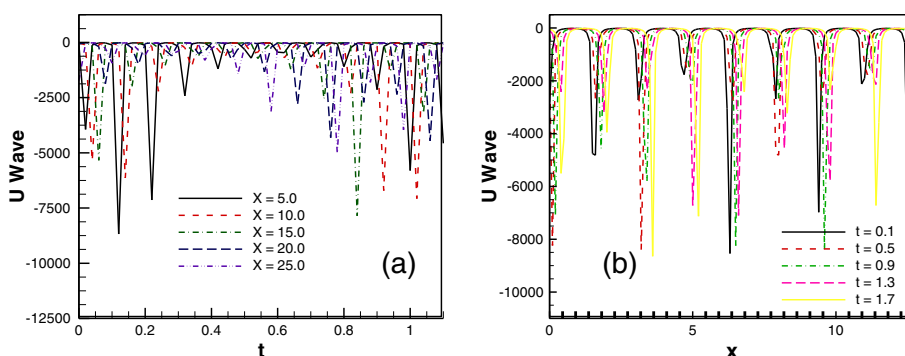 a
0
-2500
-5000
-7500
-10000
-12500
U Wave
X = 5.0
X = 10.0
X = 15.0
X = 20.0
X = 25.0
(a)
0
0.2
0.4
0.6
0.8
1
t
b
0
-2000
-4000
-6000
-8000
-10000
U Wave
(b)
t = 0.1
t = 0.5
t = 0.9
t = 1.3
t = 1.7
0
5
10
x